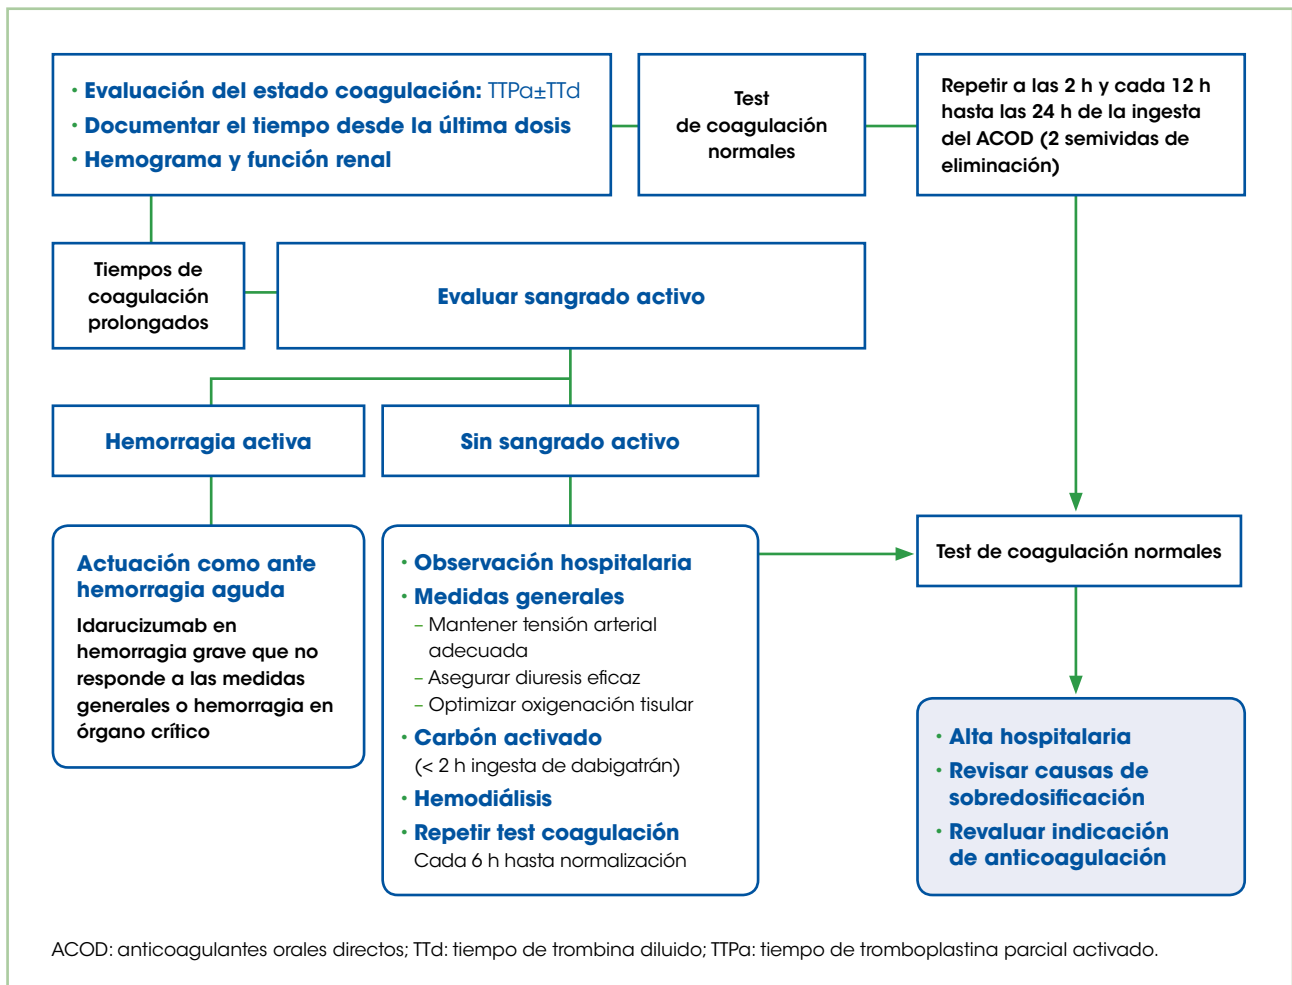 • Evaluación del estado coagulación: TTPa±TTd
• Documentar el tiempo desde la última dosis
• Hemograma y función renal
Test
de coagulación
normales
Repetir a las 2 h y cada 12 h
hasta las 24 h de la ingesta
del ACOD (2 semividas de
eliminación)
Tiempos de
coagulación
prolongados
Evaluar sangrado activo
Hemorragia activa
Sin sangrado activo
Actuación como ante
hemorragia aguda
Idarucizumab en
hemorragia grave que no
responde a las medidas
generales o hemorragia en
órgano crítico
• Observación hospitalaria
• Medidas generales
– Mantener tensión arterial
adecuada
– Asegurar diuresis eficaz
– Optimizar oxigenación tisular
• Carbón activado
(< 2 h ingesta de dabigatrán)
• Hemodiálisis
• Repetir test coagulación
Cada 6 h hasta normalización
Test de coagulación normales
• Alta hospitalaria
• Revisar causas de
sobredosificación
• Revaluar indicación
de anticoagulación
ACOD: anticoagulantes orales directos; TTd: tiempo de trombina diluido; TTPa: tiempo de tromboplastina parcial activado.